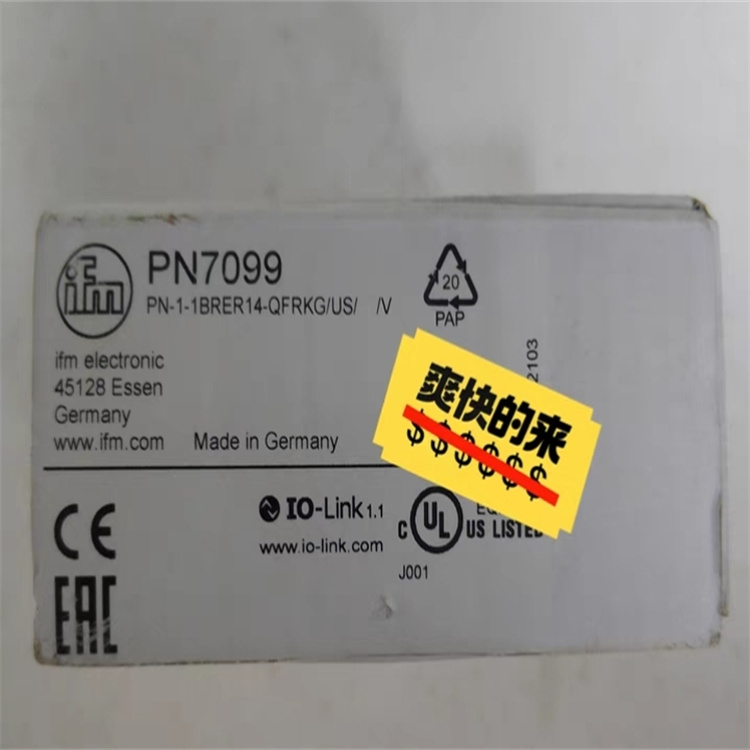 ifm
PN7099
PN-1-1BRER14-QFRKG/US/ /V
20
PAP
ifm electronic
45128 Essen
Germany
www.ifm.com
Made in Germany
2103
爽快的来
$$$$$$
CE
IO-Link 1.1
www.io-link.com
C UL US LISTED
J001
EAC